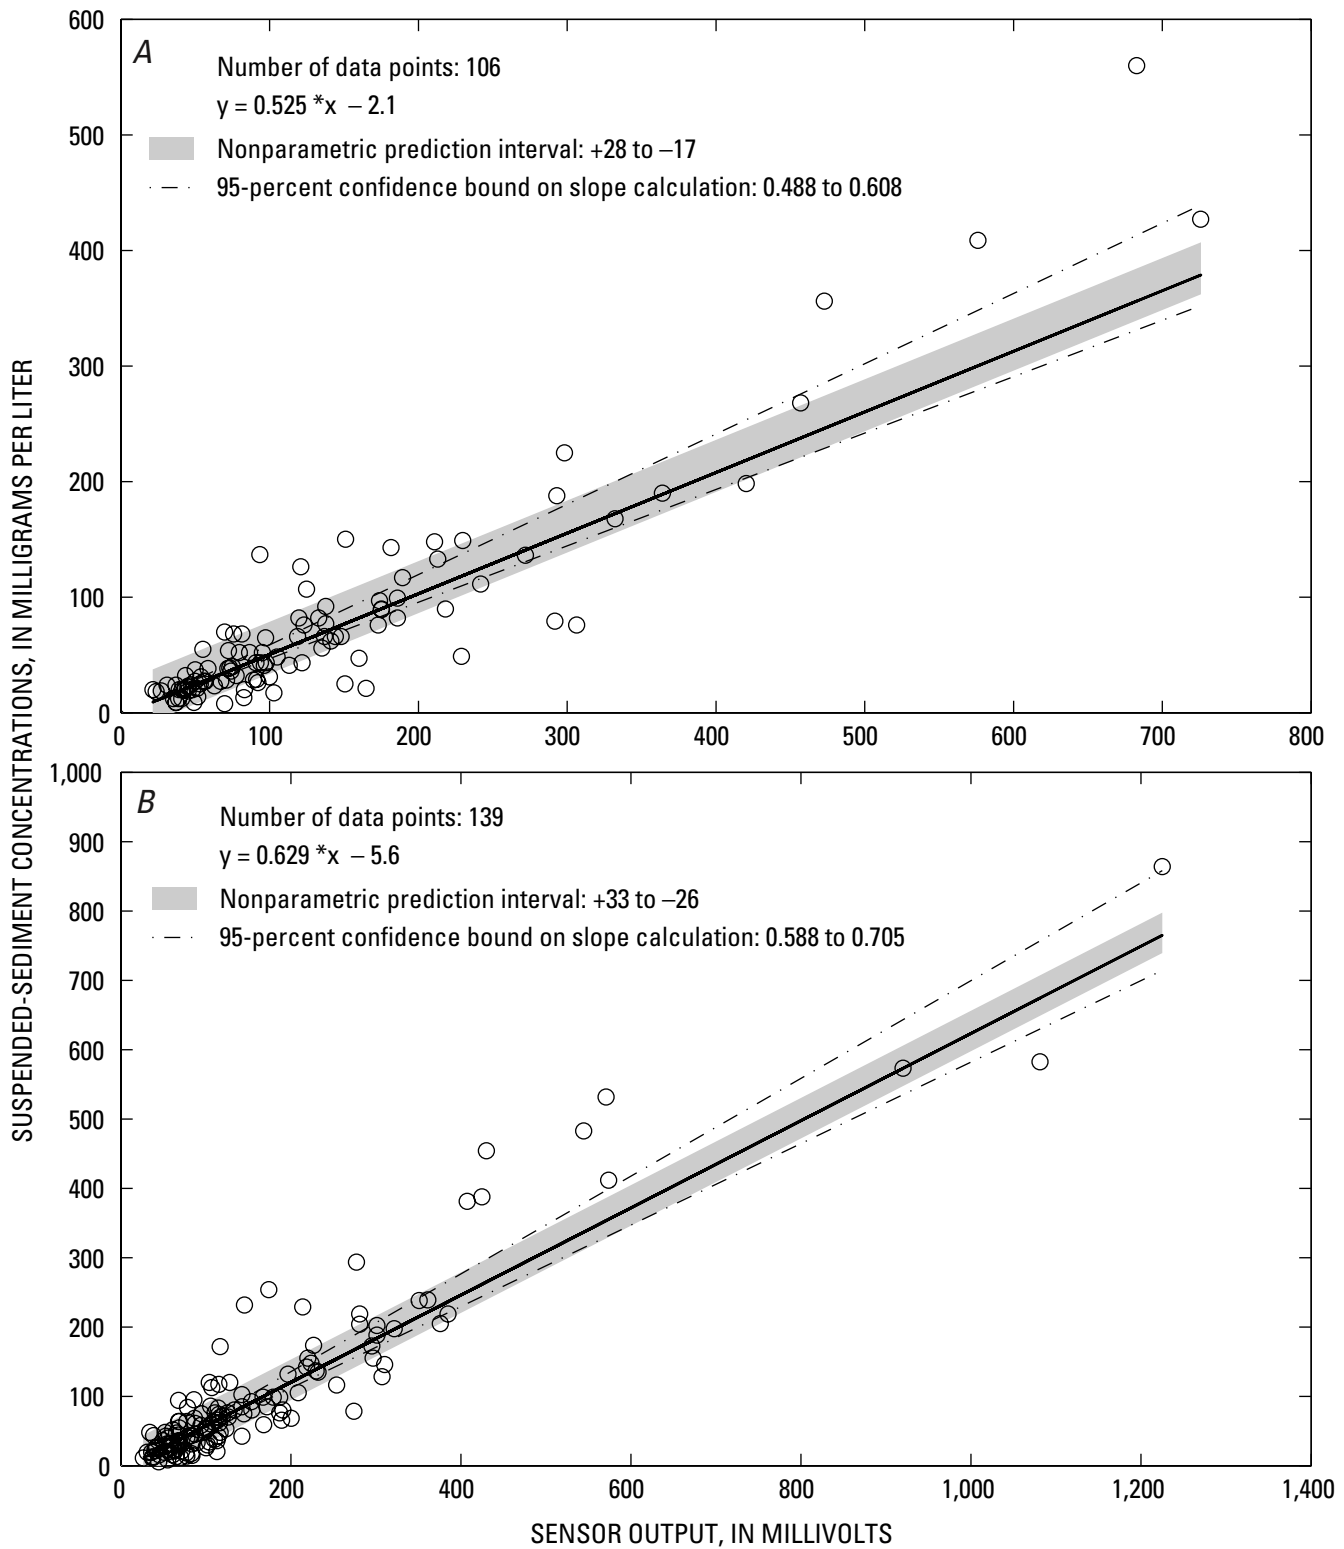 SUSPENDED-SEDIMENT CONCENTRATIONS, IN MILLIGRAMS PER LITER
A
Number of data points: 106
y = 0.525 *x – 2.1
Nonparametric prediction interval: +28 to –17
95-percent confidence bound on slope calculation: 0.488 to 0.608
600
500
400
300
200
100
0
0 100 200 300 400 500 600 700 800
B
Number of data points: 139
y = 0.629 *x – 5.6
Nonparametric prediction interval: +33 to –26
95-percent confidence bound on slope calculation: 0.588 to 0.705
1,000
900
800
700
600
500
400
300
200
100
0
0 200 400 600 800 1,000 1,200 1,400
SENSOR OUTPUT, IN MILLIVOLTS